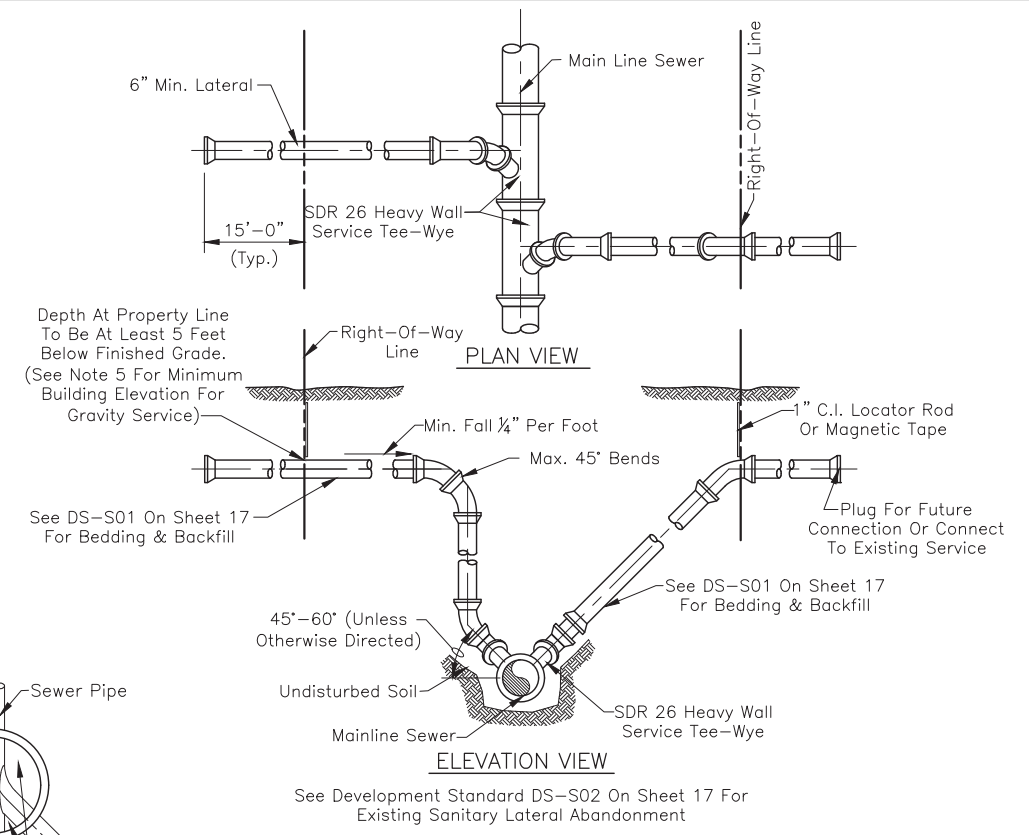 Main Line Sewer
6" Min. Lateral
Right-Of-Way Line
SDR 26 Heavy Wall
Service Tee-Wye
15'-0"
(Typ.)
Depth At Property Line
To Be At Least 5 Feet
Below Finished Grade.
(See Note 5 For Minimum
Building Elevation For
Gravity Service)
Right-Of-Way
Line
PLAN VIEW
1" C.I. Locator Rod
Or Magnetic Tape
Min. Fall ¼" Per Foot
Max. 45° Bends
See DS-S01 On Sheet 17
For Bedding & Backfill
Plug For Future
Connection Or Connect
To Existing Service
See DS-S01 On Sheet 17
For Bedding & Backfill
45°-60° (Unless
Otherwise Directed)
Undisturbed Soil
Sewer Pipe
SDR 26 Heavy Wall
Service Tee-Wye
Mainline Sewer
ELEVATION VIEW
See Development Standard DS-S02 On Sheet 17 For
Existing Sanitary Lateral Abandonment